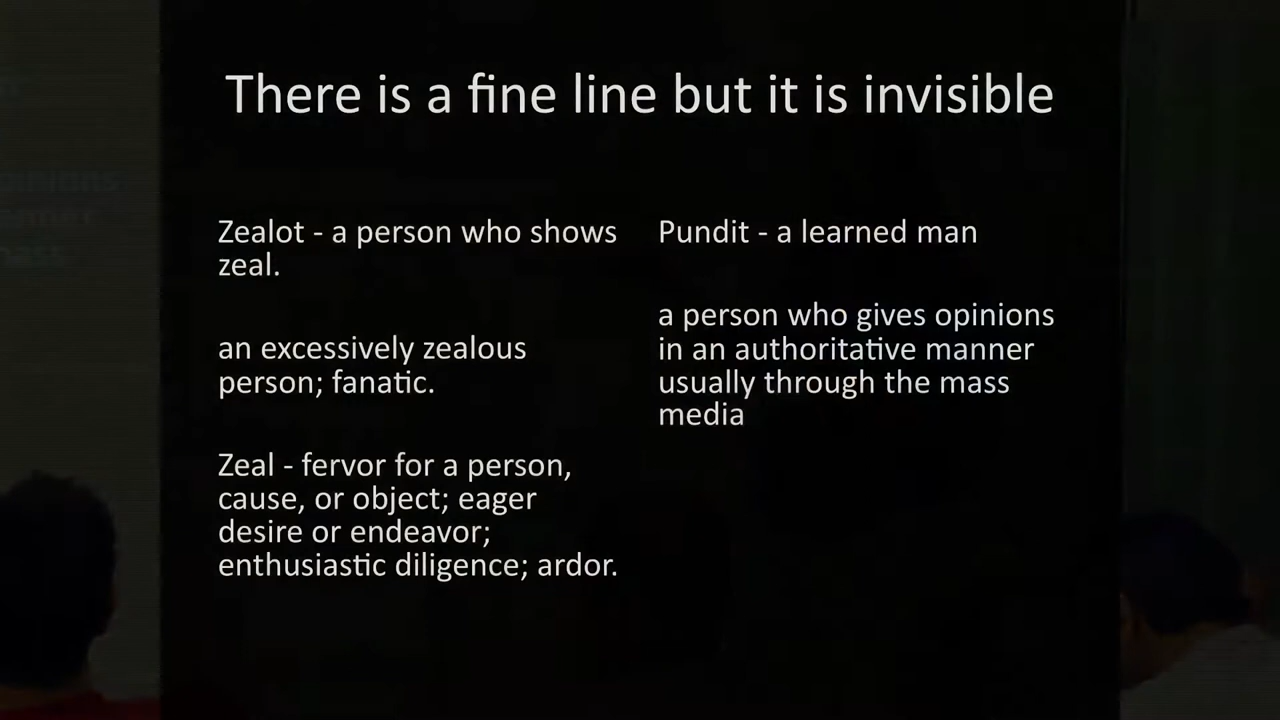 There is a fine line but it is invisible
Zealot - a person who shows
zeal.
an excessively zealous
person; fanatic.
Zeal - fervor for a person,
cause, or object; eager
desire or endeavor;
enthusiastic diligence; ardor.
Pundit - a learned man
a person who gives opinions
in an authoritative manner
usually through the mass
media